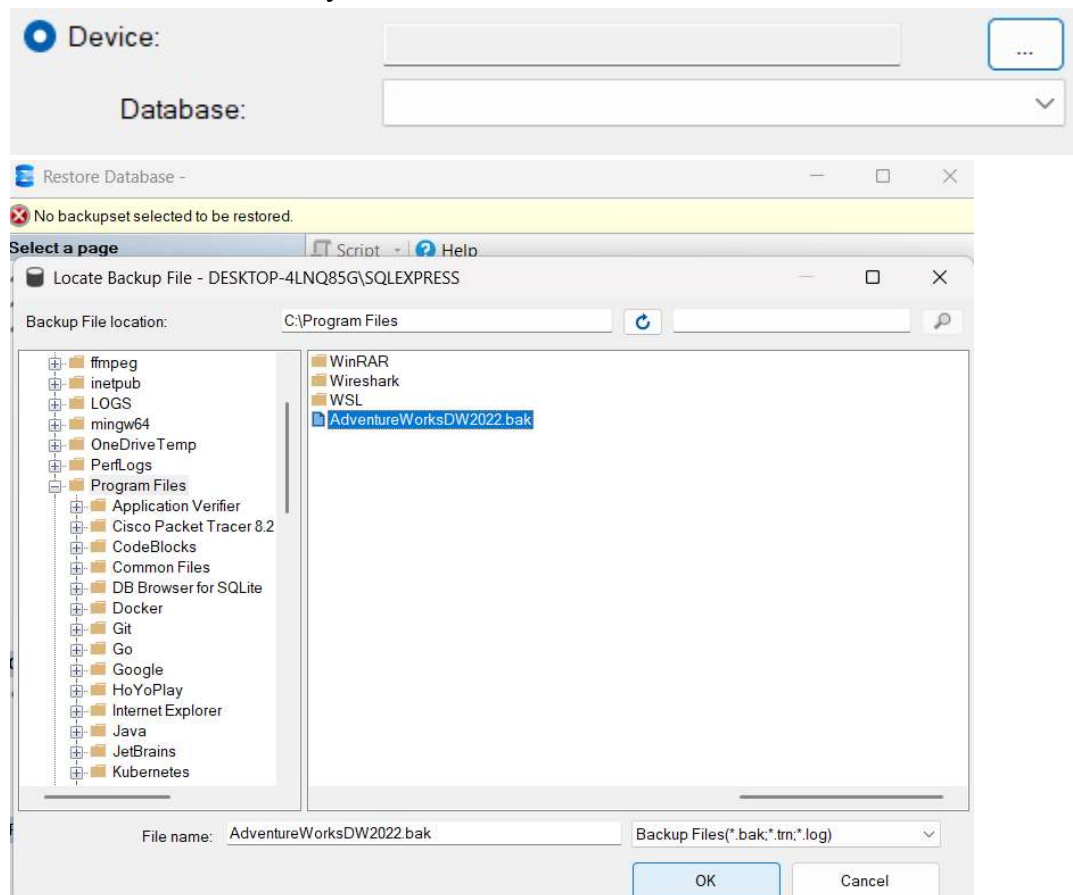 Device:
...
Database:
Restore Database -
No backupset selected to be restored.
Select a page
Script
Help
Locate Backup File - DESKTOP-4LNQ85G\SQLEXPRESS
Backup File location:
C:\Program Files
ffmpeg
inetpub
LOGS
mingw64
OneDriveTemp
PerfLogs
Program Files
Application Verifier
Cisco Packet Tracer 8.2
CodeBlocks
Common Files
DB Browser for SQLite
Docker
Git
Go
Google
HoYoPlay
Internet Explorer
Java
JetBrains
Kubernetes
WinRAR
Wireshark
WSL
AdventureWorksDW2022.bak
File name:
AdventureWorksDW2022.bak
Backup Files(*.bak;*.trn;*.log)
OK
Cancel